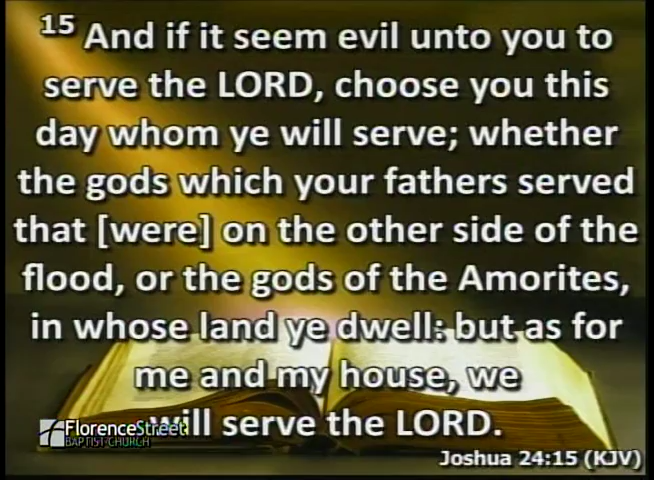 15 And if it seem evil unto you to
serve the LORD, choose you this
day whom ye will serve; whether
the gods which your fathers served
that [were] on the other side of the
flood, or the gods of the Amorites,
in whose land ye dwell: but as for
me and my house, we
will serve the LORD.
FlorenceStreet
BAPTIST CHURCH
Joshua 24:15 (KJV)